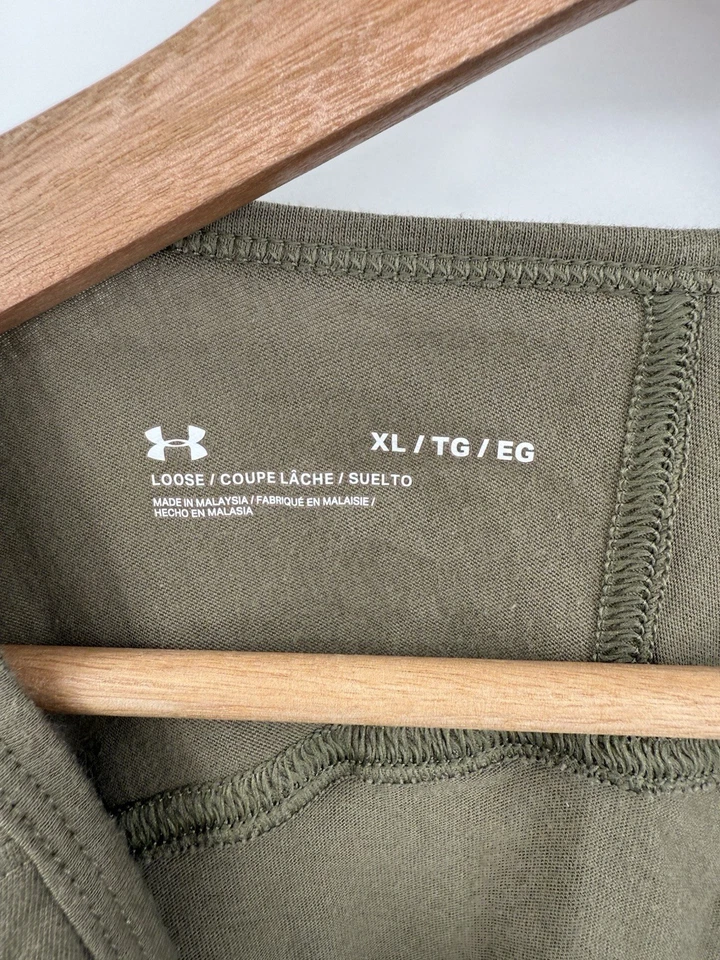 XL / TG / EG
LOOSE / COUPE LÂCHE / SUELTO
MADE IN MALAYSIA / FABRIQUÉ EN MALAISIE /
HECHO EN MALASIA